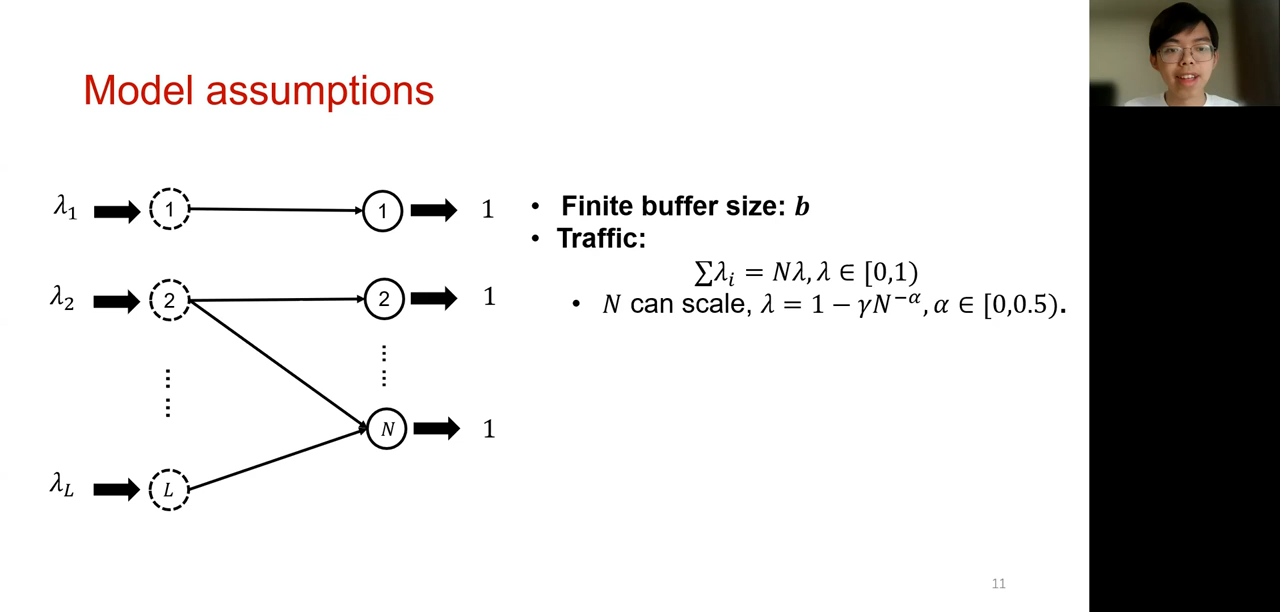 Model assumptions
λ₁ 1 1 1
λ₂ 2 2 1
λ_L L N 1
• Finite buffer size: b
• Traffic:
∑λᵢ = Nλ, λ ∈ [0,1)
• N can scale, λ = 1 − γN^{−α}, α ∈ [0,0.5).
11